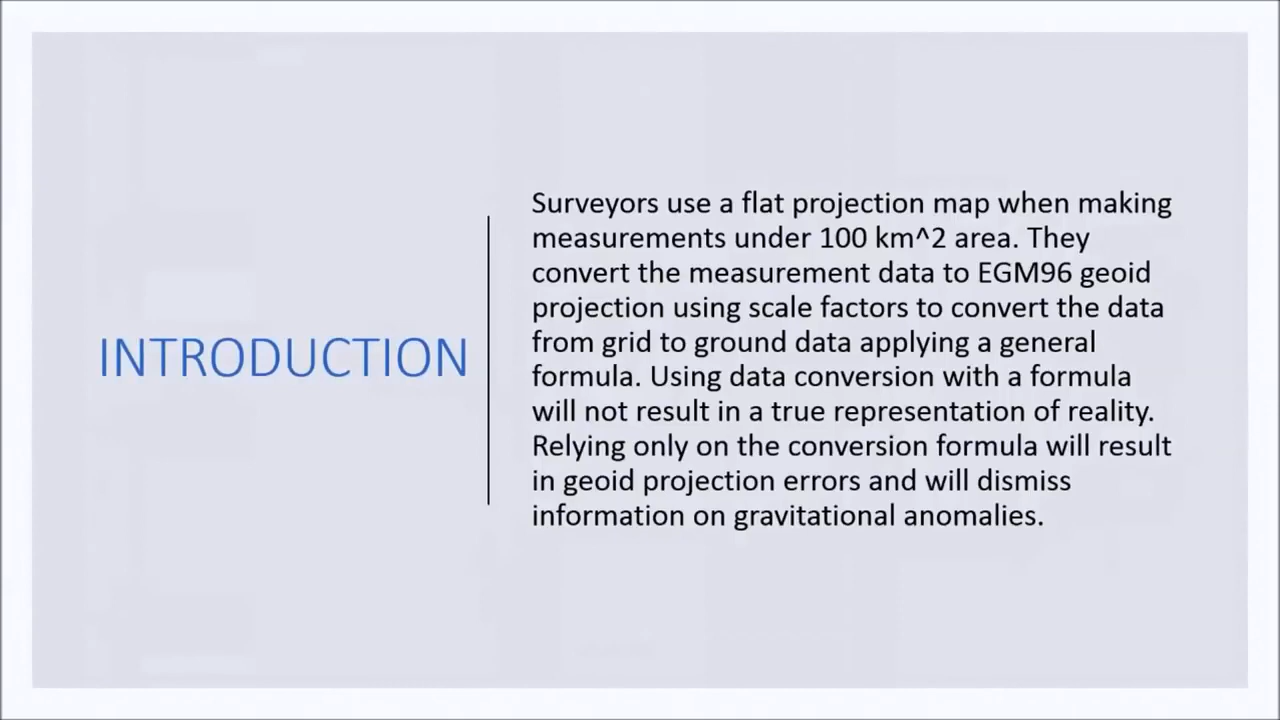 INTRODUCTION
Surveyors use a flat projection map when making
measurements under 100 km^2 area. They
convert the measurement data to EGM96 geoid
projection using scale factors to convert the data
from grid to ground data applying a general
formula. Using data conversion with a formula
will not result in a true representation of reality.
Relying only on the conversion formula will result
in geoid projection errors and will dismiss
information on gravitational anomalies.